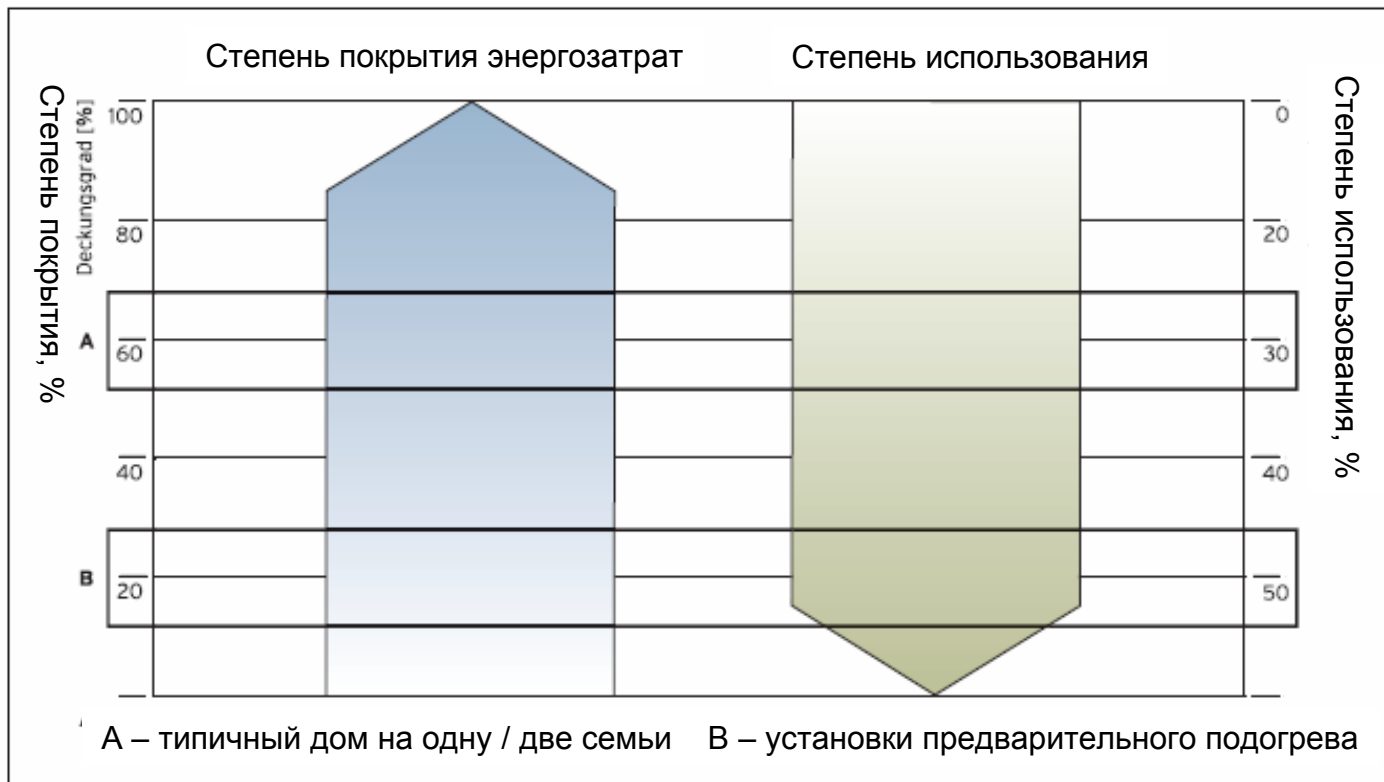 Степень покрытия энергозатрат
Степень использования
Степень покрытия, %
Deckungsgrad [%]
100
80
A
60
40
B
20
0
20
30
40
50
Степень использования, %
A – типичный дом на одну / две семьи
B – установки предварительного подогрева